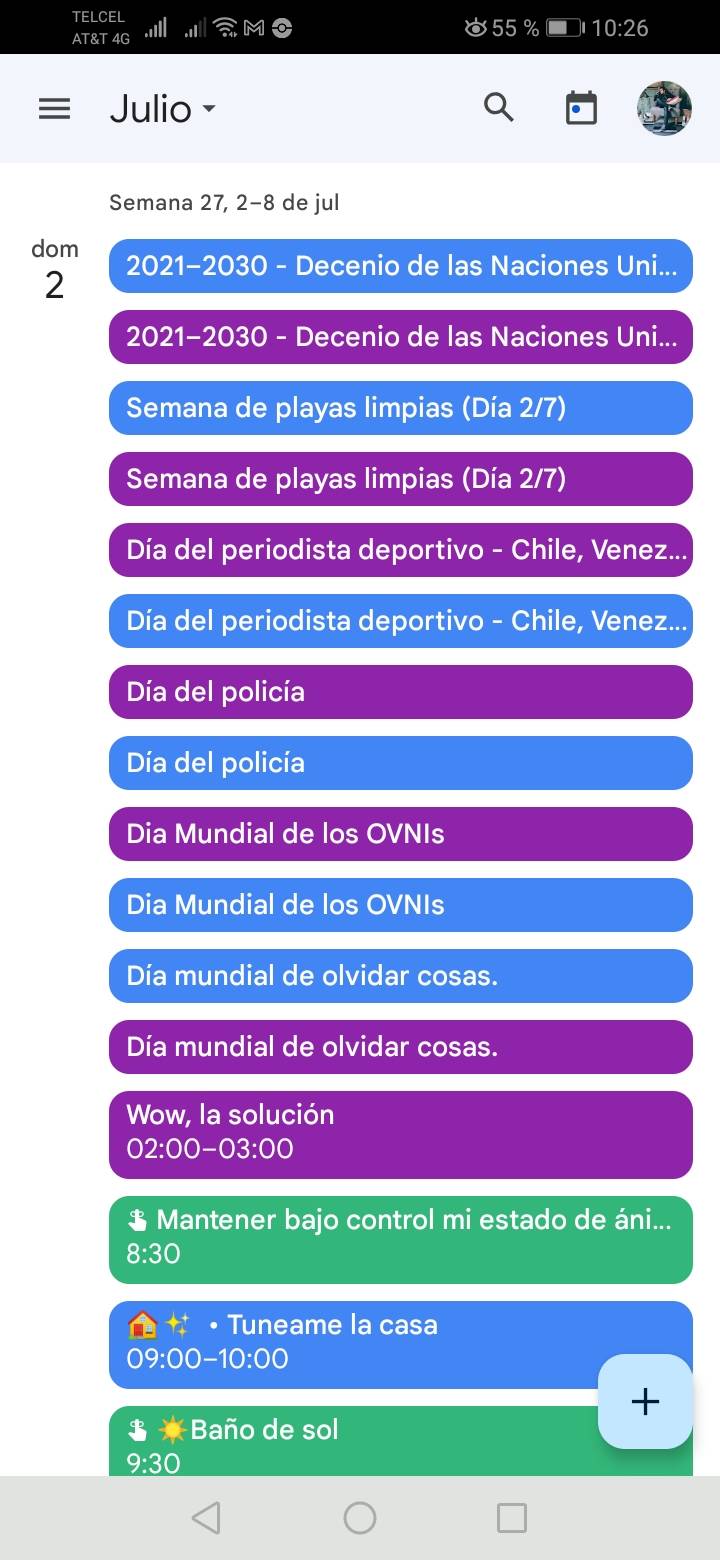 TELCEL
AT&T 4G
55 %
10:26
Julio
Semana 27, 2–8 de jul
dom
2
2021–2030 - Decenio de las Naciones Uni...
2021–2030 - Decenio de las Naciones Uni...
Semana de playas limpias (Día 2/7)
Semana de playas limpias (Día 2/7)
Día del periodista deportivo - Chile, Venez...
Día del periodista deportivo - Chile, Venez...
Día del policía
Día del policía
Dia Mundial de los OVNIs
Dia Mundial de los OVNIs
Día mundial de olvidar cosas.
Día mundial de olvidar cosas.
Wow, la solución
02:00–03:00
Mantener bajo control mi estado de áni...
8:30
🏠✨ • Tuneame la casa
09:00–10:00
☀️Baño de sol
9:30